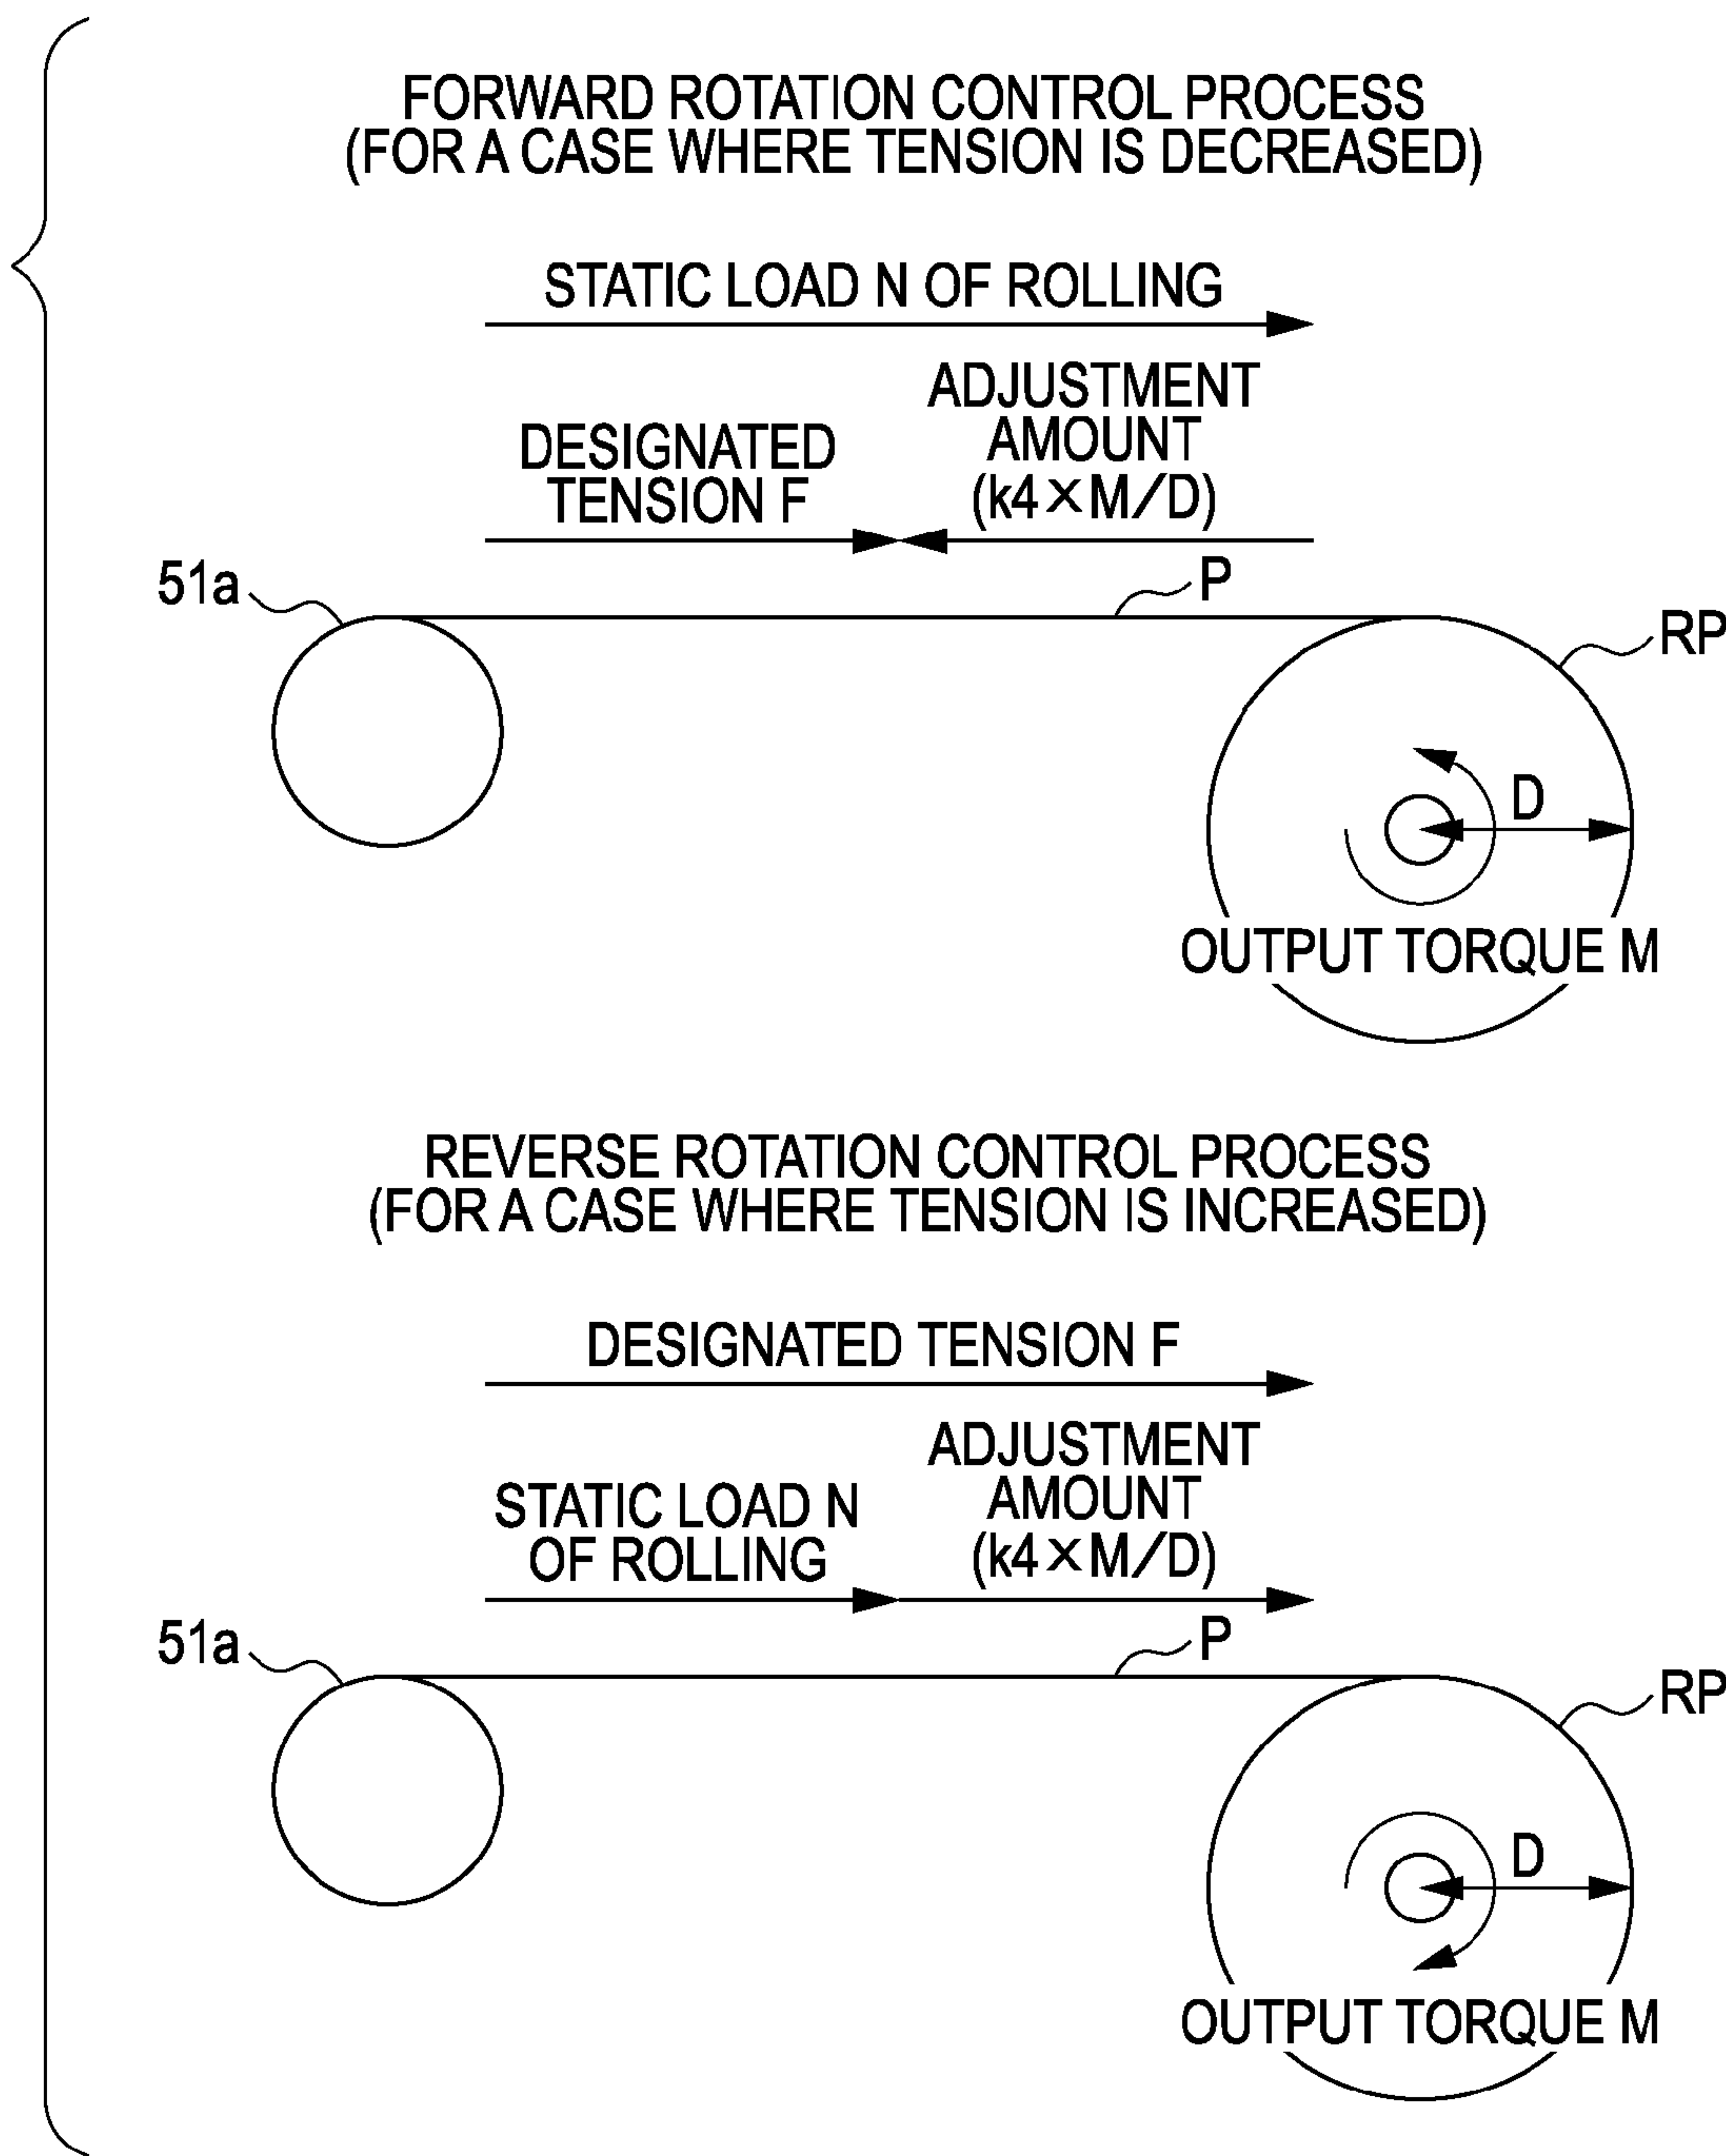 FORWARD ROTATION CONTROL PROCESS
(FOR A CASE WHERE TENSION IS DECREASED)
STATIC LOAD N OF ROLLING
DESIGNATED
TENSION F
ADJUSTMENT
AMOUNT
(k4×M/D)
51a
P
RP
D
OUTPUT TORQUE M
REVERSE ROTATION CONTROL PROCESS
(FOR A CASE WHERE TENSION IS INCREASED)
DESIGNATED TENSION F
STATIC LOAD N
OF ROLLING
ADJUSTMENT
AMOUNT
(k4×M/D)
51a
P
RP
D
OUTPUT TORQUE M